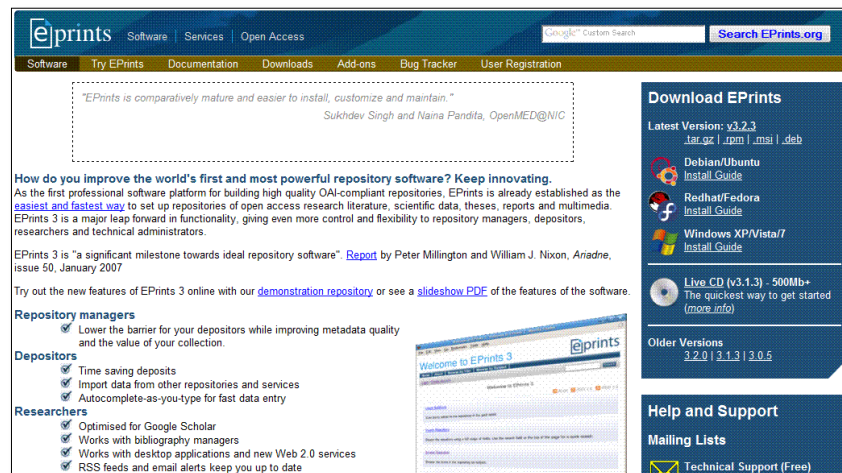 eprints Software | Services | Open Access
Google™ Custom Search
Search EPrints.org
Software Try EPrints Documentation Downloads Add-ons Bug Tracker User Registration
"EPrints is comparatively mature and easier to install, customize and maintain."
Sukhdev Singh and Naina Pandita, OpenMED@NIC
How do you improve the world's first and most powerful repository software? Keep innovating.
As the first professional software platform for building high quality OAI-compliant repositories, EPrints is already established as the
easiest and fastest way to set up repositories of open access research literature, scientific data, theses, reports and multimedia.
EPrints 3 is a major leap forward in functionality, giving even more control and flexibility to repository managers, depositors,
researchers and technical administrators.
EPrints 3 is "a significant milestone towards ideal repository software". Report by Peter Millington and William J. Nixon, Ariadne,
issue 50, January 2007
Try out the new features of EPrints 3 online with our demonstration repository or see a slideshow PDF of the features of the software.
Repository managers
Lower the barrier for your depositors while improving metadata quality
and the value of your collection.
Depositors
Time saving deposits
Import data from other repositories and services
Autocomplete-as-you-type for fast data entry
Researchers
Optimised for Google Scholar
Works with bibliography managers
Works with desktop applications and new Web 2.0 services
RSS feeds and email alerts keep you up to date
eprints
Welcome to EPrints 3
Welcome to EPrints 3
Download EPrints
Latest Version: v3.2.3
.tar.gz | .rpm | .msi | .deb
Debian/Ubuntu
Install Guide
Redhat/Fedora
Install Guide
Windows XP/Vista/7
Install Guide
Live CD (v3.1.3) - 500Mb+
The quickest way to get started
(more info)
Older Versions
3.2.0 | 3.1.3 | 3.0.5
Help and Support
Mailing Lists
Technical Support (Free)